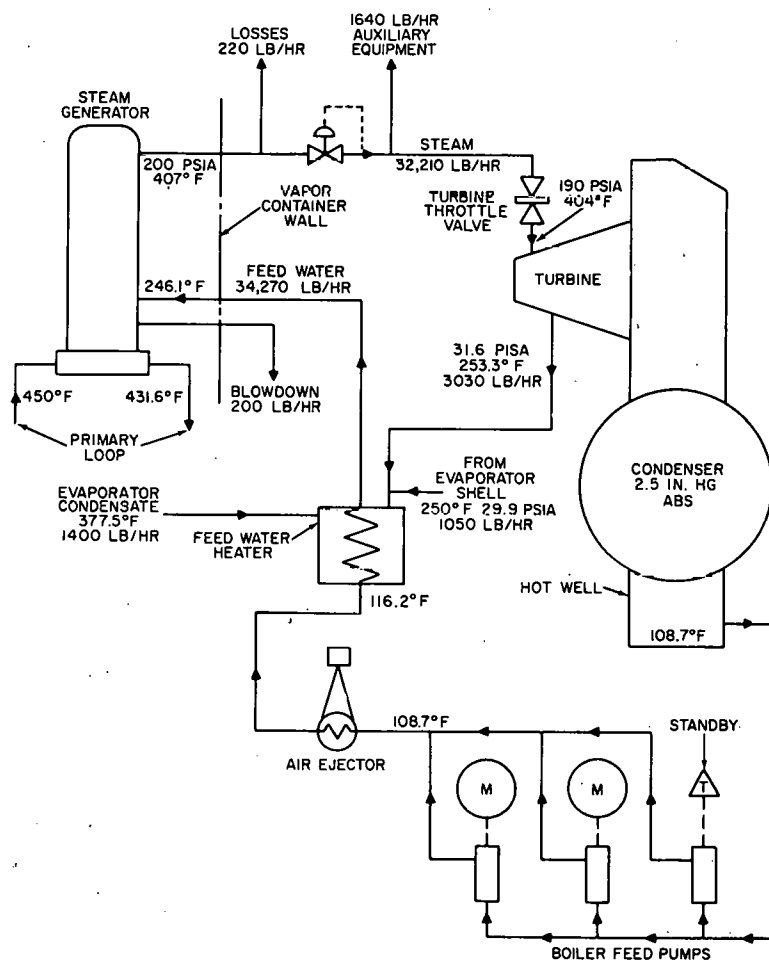 LOSSES
220 LB/HR
1640 LB/HR
AUXILIARY
EQUIPMENT
STEAM
GENERATOR
200 PSIA
407°F
STEAM
32,210 LB/HR
VAPOR
CONTAINER
WALL
TURBINE
THROTTLE
VALVE
190 PSIA
404°F
TURBINE
246.1°F
FEED WATER
34,270 LB/HR
31.6 PISA
253.3°F
3030 LB/HR
BLOWDOWN
200 LB/HR
450°F
431.6°F
PRIMARY
LOOP
CONDENSER
2.5 IN. HG
ABS
FROM
EVAPORATOR
SHELL
250°F 29.9 PSIA
1050 LB/HR
EVAPORATOR
CONDENSATE
377.5°F
1400 LB/HR
FEED WATER
HEATER
116.2°F
HOT WELL
108.7°F
108.7°F
AIR EJECTOR
STANDBY
M
M
T
BOILER FEED PUMPS